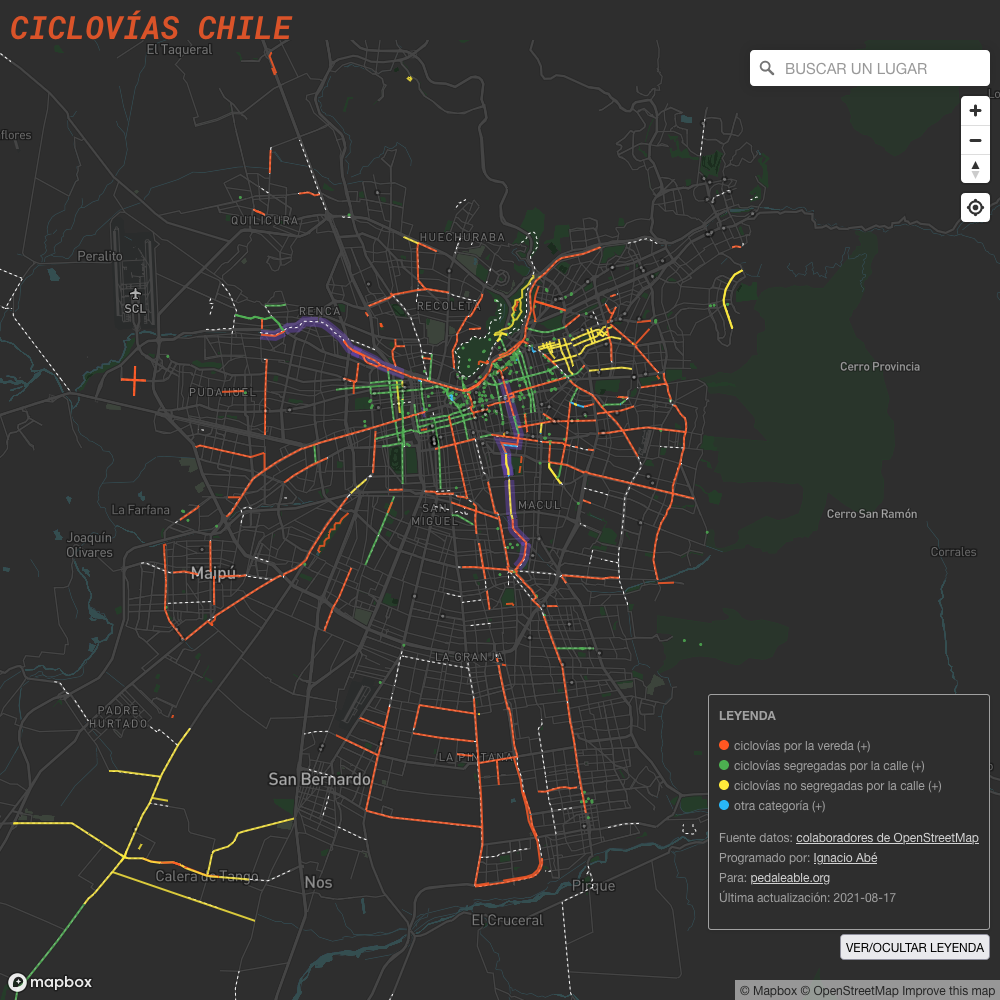 CICLOVÍAS CHILE
El Taqueral
BUSCAR UN LUGAR
flores
QUILICURA
HUECHURABA
Peralito
SCL
RENCA
RECOLETA
Cerro Provincia
PUDAHUEL
La Farfana
SAN
MIGUEL
MACUL
Cerro San Ramón
Joaquín
Olivares
Corrales
Maipú
LA GRANJA
PADRE
HURTADO
LA PINTANA
San Bernardo
LEYENDA
ciclovías por la vereda (+)
ciclovías segregadas por la calle (+)
ciclovías no segregadas por la calle (+)
otra categoría (+)
Fuente datos: colaboradores de OpenStreetMap
Programado por: Ignacio Abé
Para: pedaleable.org
Última actualización: 2021-08-17
Calera de Tango
Nos
Pirque
El Cruceral
VER/OCULTAR LEYENDA
mapbox
© Mapbox © OpenStreetMap Improve this map